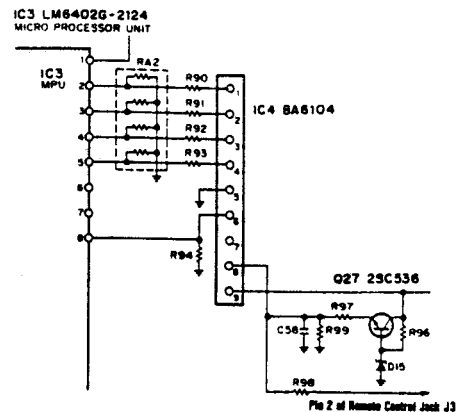 IC3 LM6402G-2124
MICRO PROCESSOR UNIT
IC3
MPU
RA2
1
2
3
4
5
6
7
8
R90
R91
R92
R93
R94
IC4 BA6104
1
2
3
4
5
6
7
8
9
Q27 2SC536
R97
C58
R99
R96
D15
R98
Pin 2 of Remote Control Jack J3